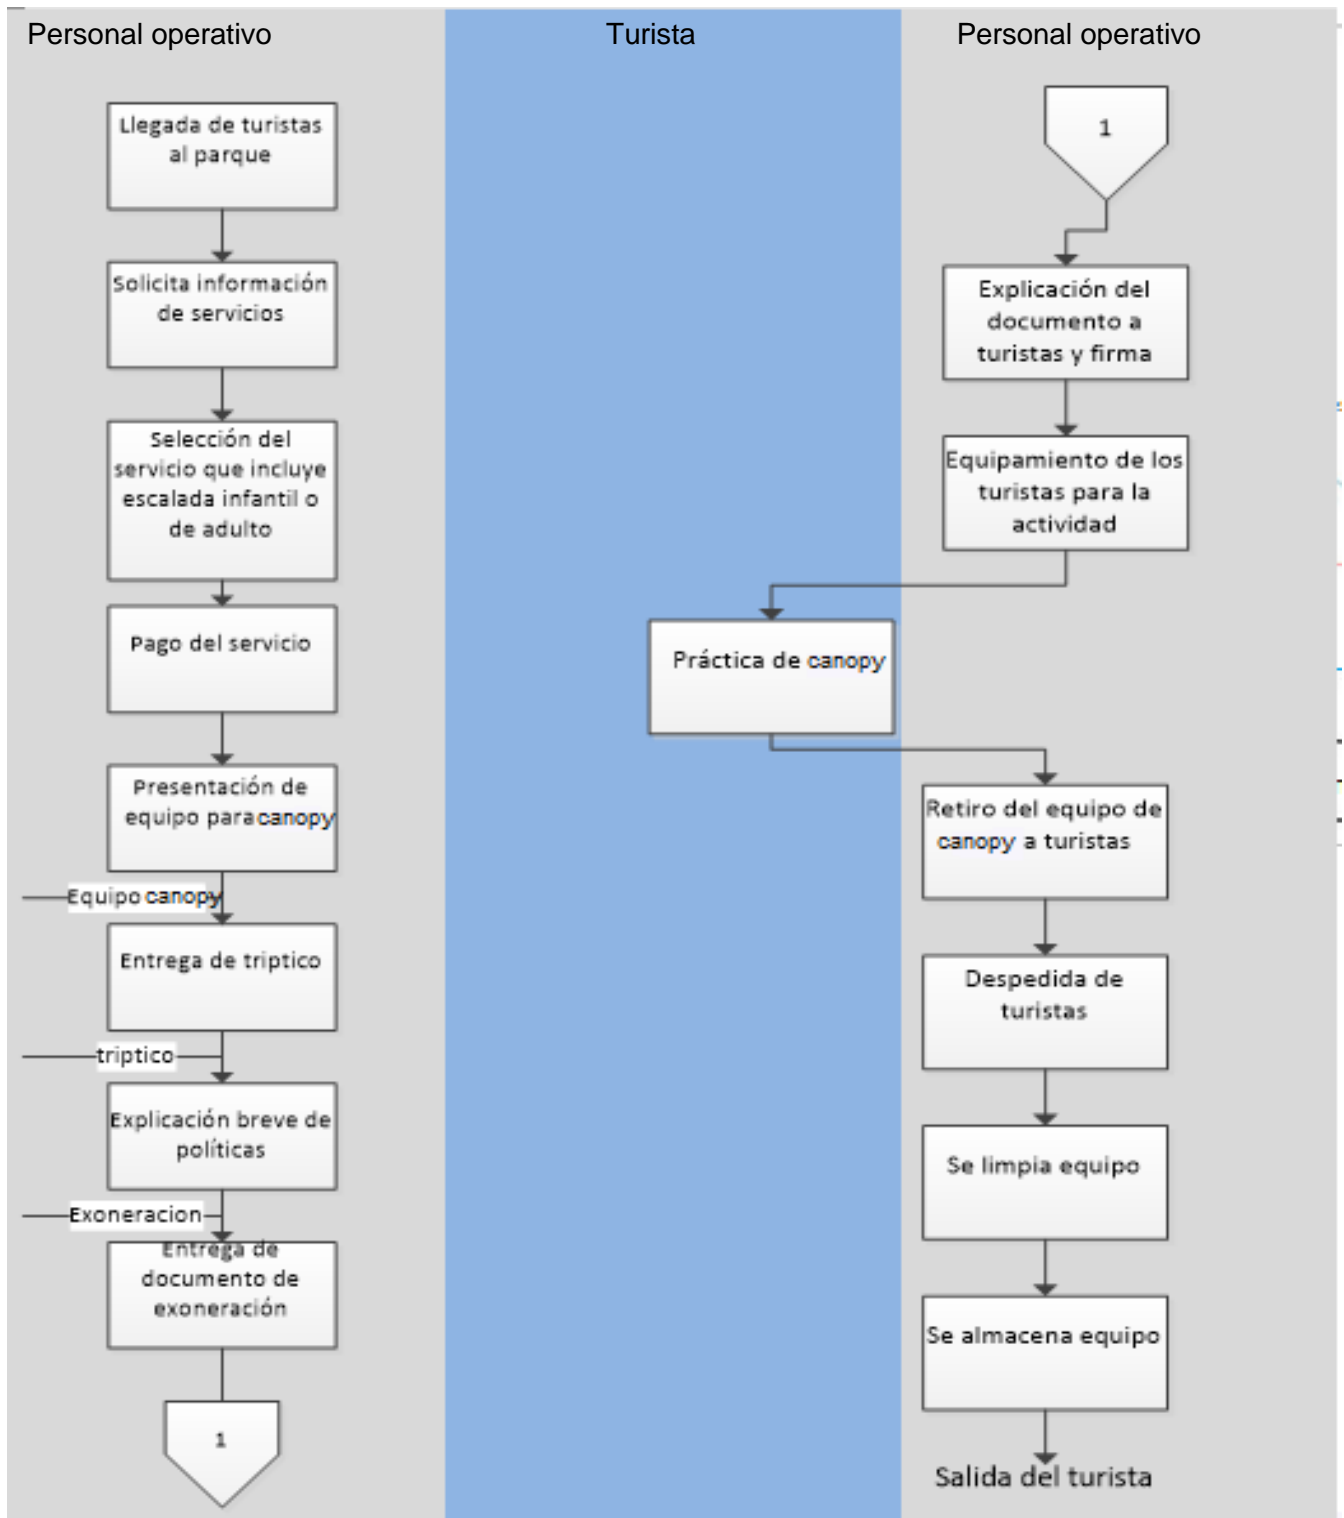 Personal operativo
Turista
Personal operativo
Llegada de turistas
al parque
Solicita información
de servicios
Selección del
servicio que incluye
escalada infantil o
de adulto
Pago del servicio
Presentación de
equipo para canopy
Equipo canopy
Entrega de triptico
triptico
Explicación breve de
políticas
Exoneracion
Entrega de
documento de
exoneración
1
1
Explicación del
documento a
turistas y firma
Equipamiento de los
turistas para la
actividad
Práctica de canopy
Retiro del equipo de
canopy a turistas
Despedida de
turistas
Se limpia equipo
Se almacena equipo
Salida del turista